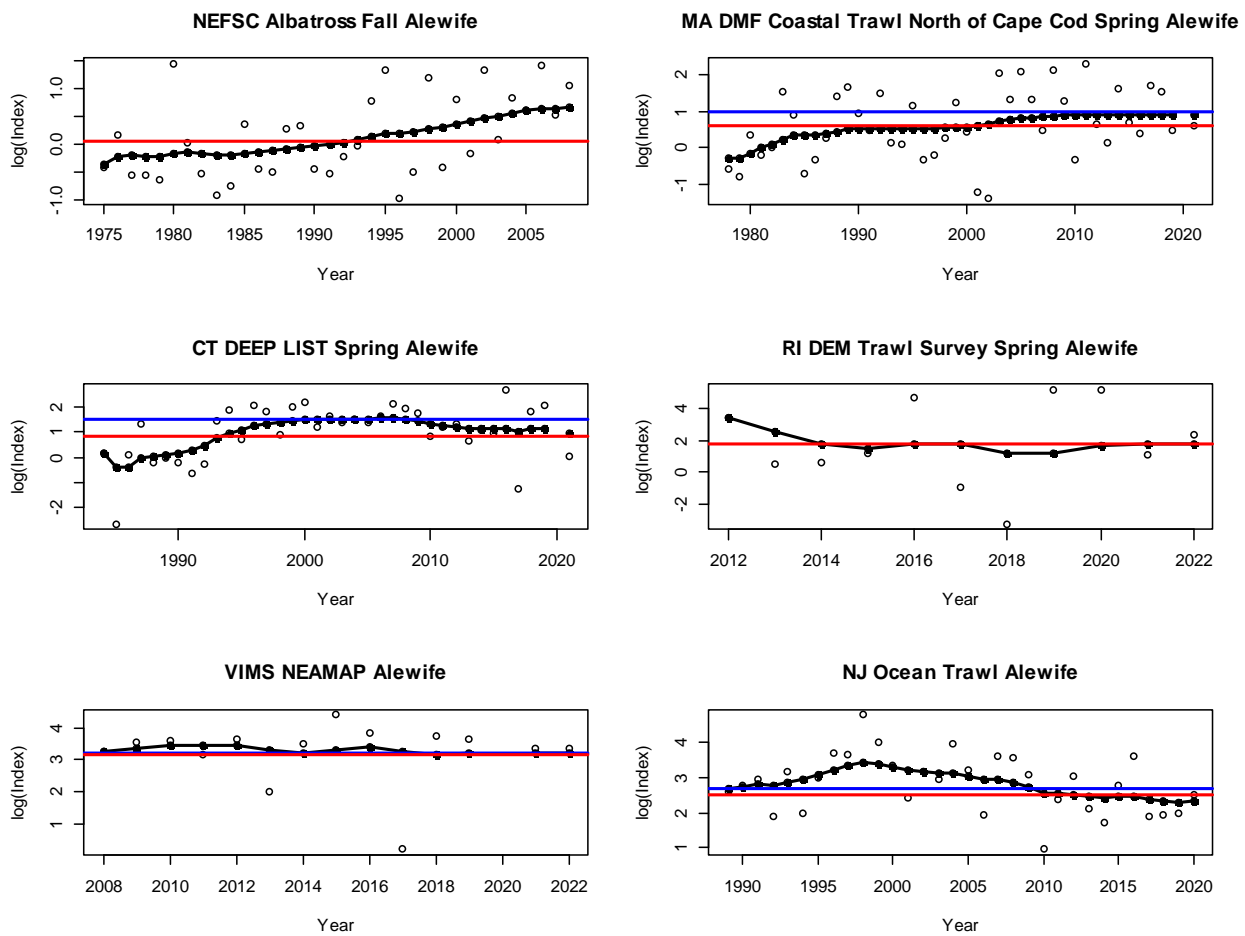 NEFSC Albatross Fall Alewife
log(Index)
1.0
0.0
-1.0
1975 1980 1985 1990 1995 2000 2005
Year
MA DMF Coastal Trawl North of Cape Cod Spring Alewife
log(Index)
2
1
0
-1
1980 1990 2000 2010 2020
Year
CT DEEP LIST Spring Alewife
log(Index)
2
1
0
-2
1990 2000 2010 2020
Year
RI DEM Trawl Survey Spring Alewife
log(Index)
4
2
0
-2
2012 2014 2016 2018 2020 2022
Year
VIMS NEAMAP Alewife
log(Index)
4
3
2
1
2008 2010 2012 2014 2016 2018 2020 2022
Year
NJ Ocean Trawl Alewife
log(Index)
4
3
2
1
1990 1995 2000 2005 2010 2015 2020
Year